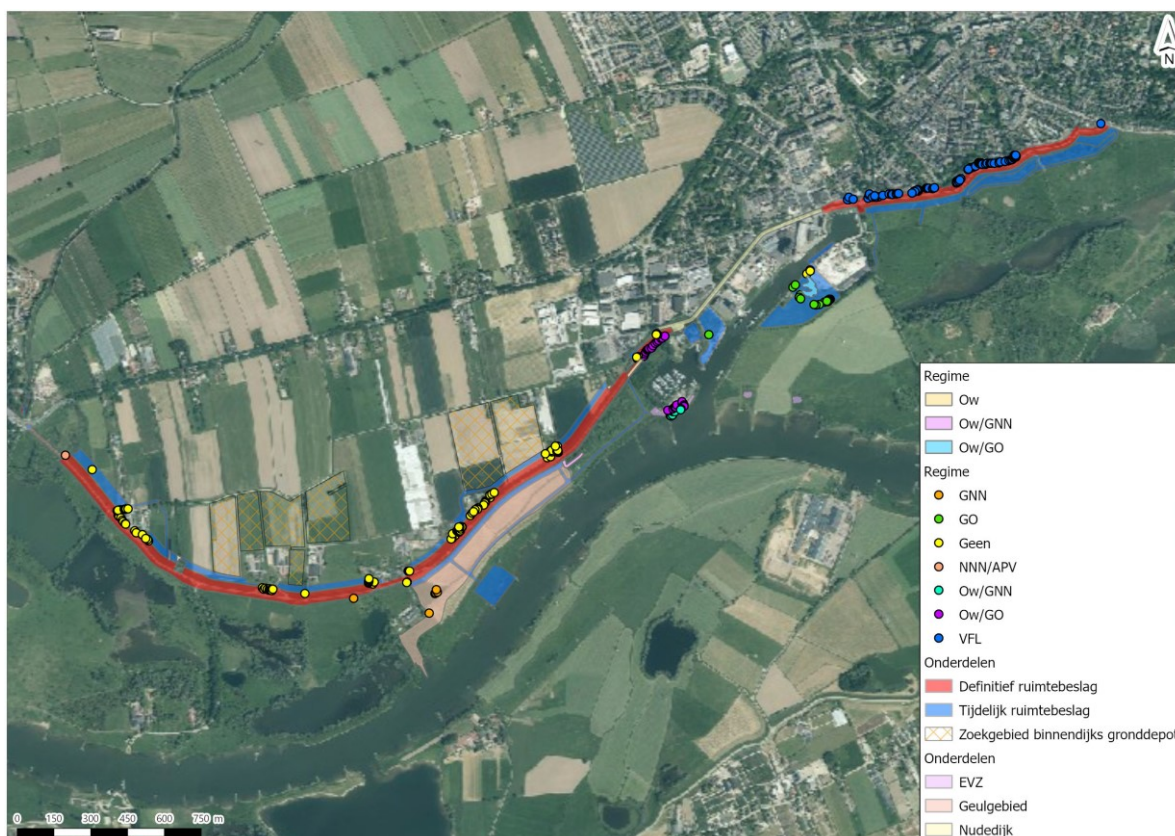 N
Regime
Ow
Ow/GNN
Ow/GO
Regime
GNN
GO
Geen
NNN/APV
Ow/GNN
Ow/GO
VFL
Onderdelen
Definitief ruimtebeslag
Tijdelijk ruimtebeslag
Zoekgebied binnendijks gronddepot
Onderdelen
EVZ
Geulgebied
Nudedijk
0 150 300 450 600 750 m